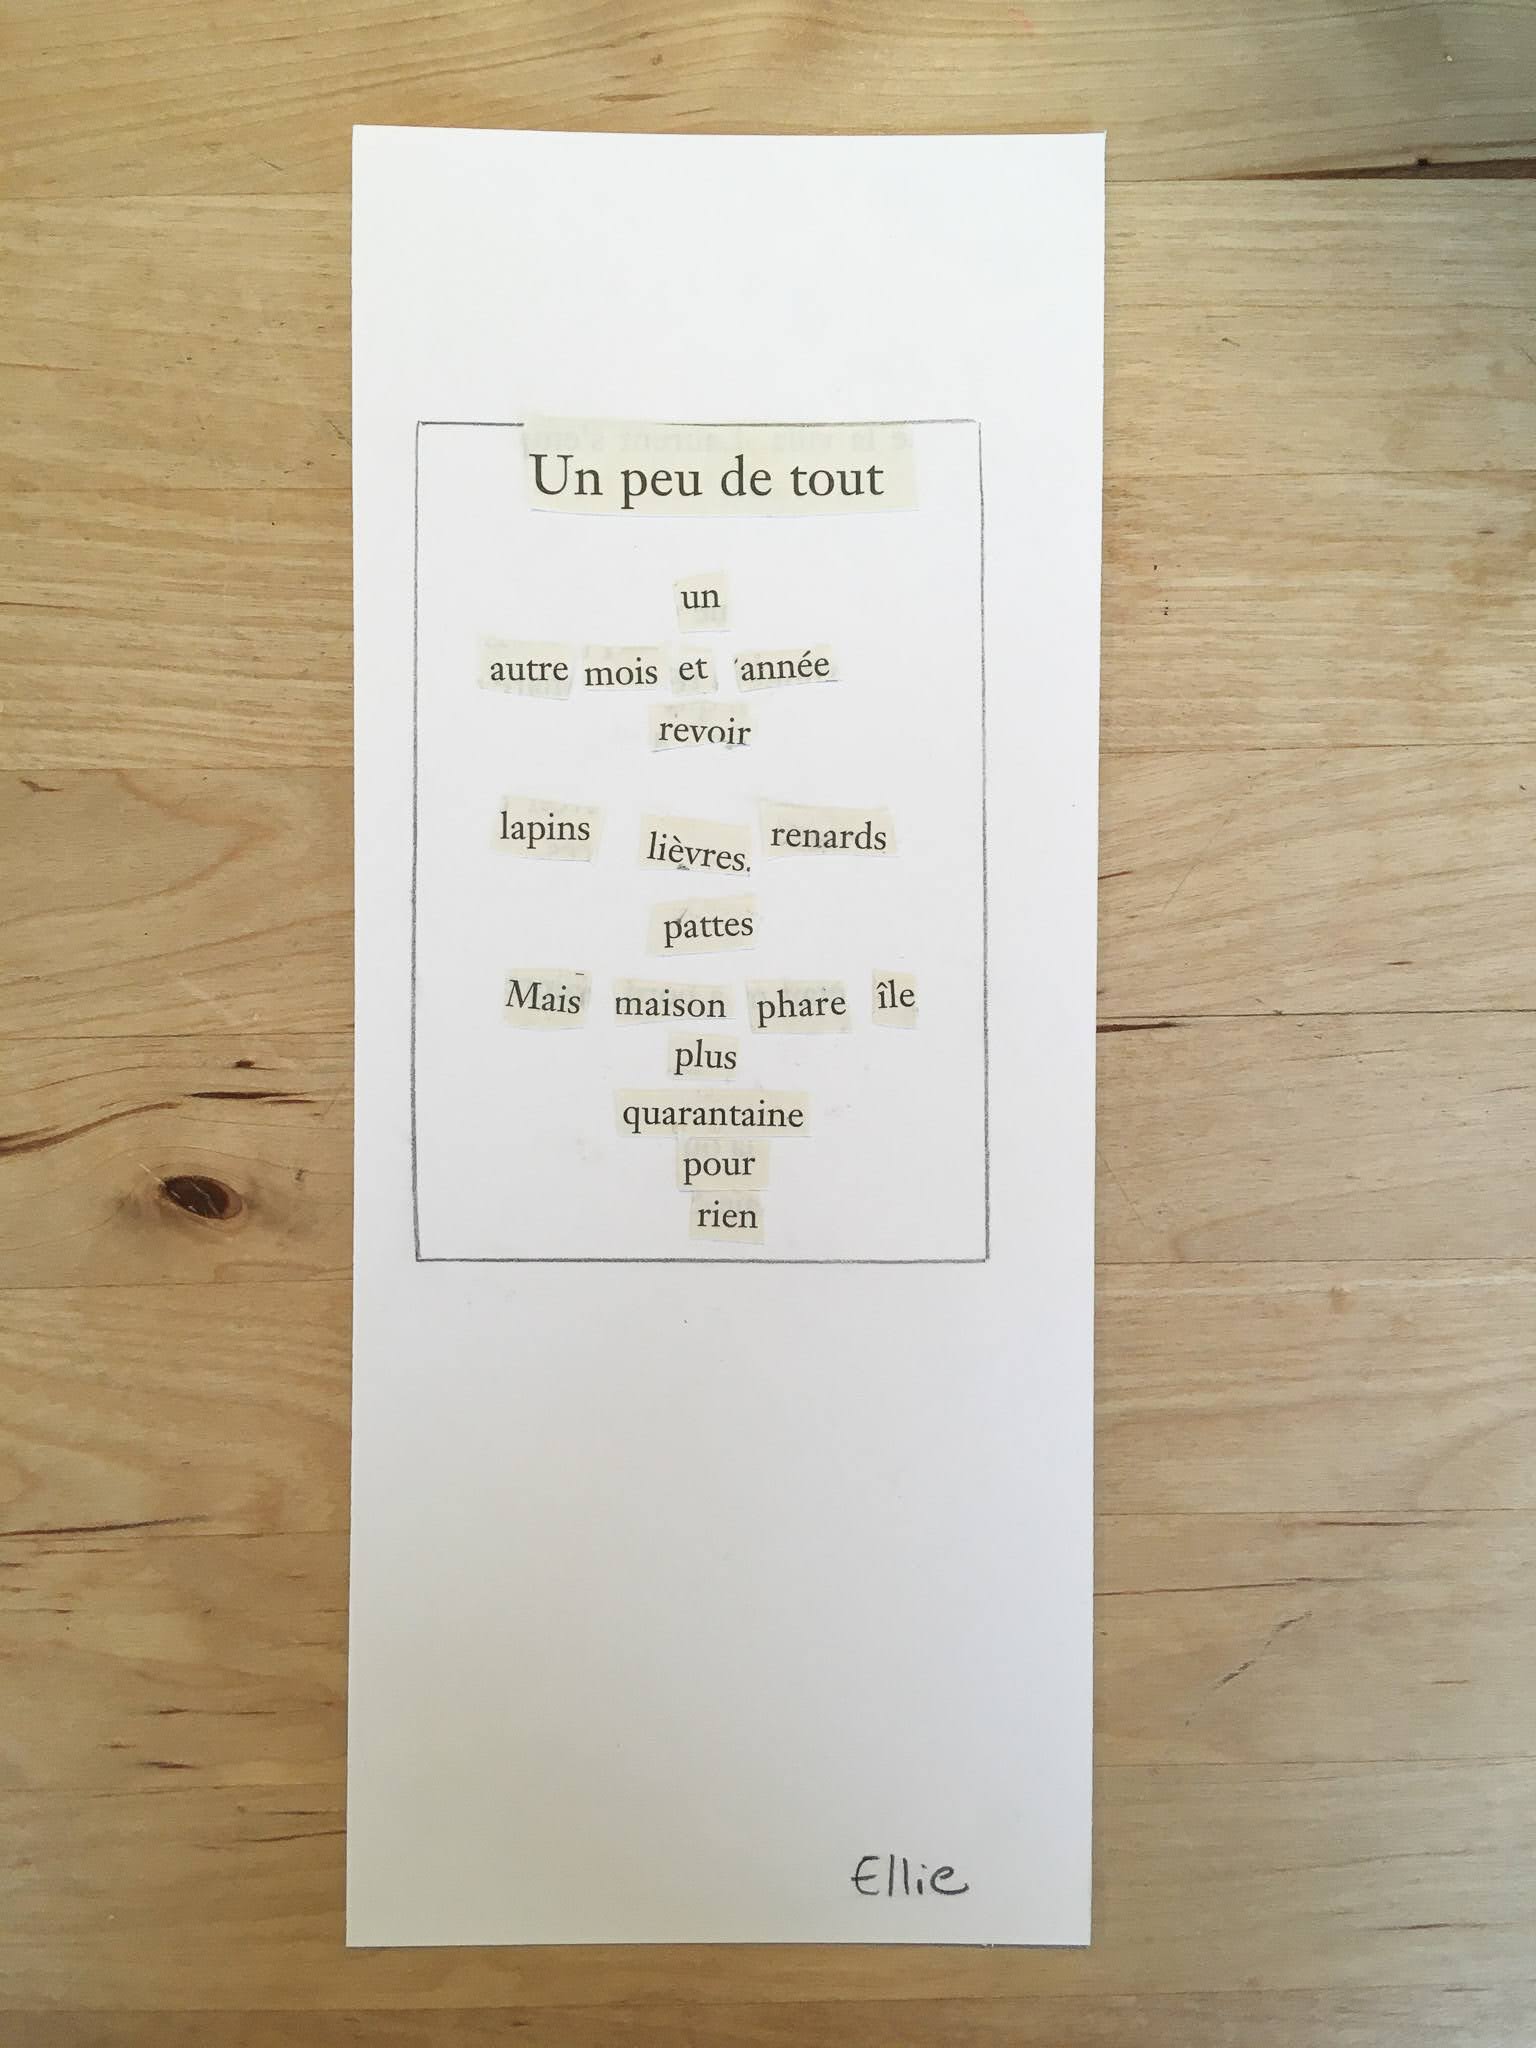 Un peu de tout
un
autre mois et année
revoir
lapins lièvres. renards
pattes
Mais maison phare île
plus
quarantaine
pour
rien
Ellie